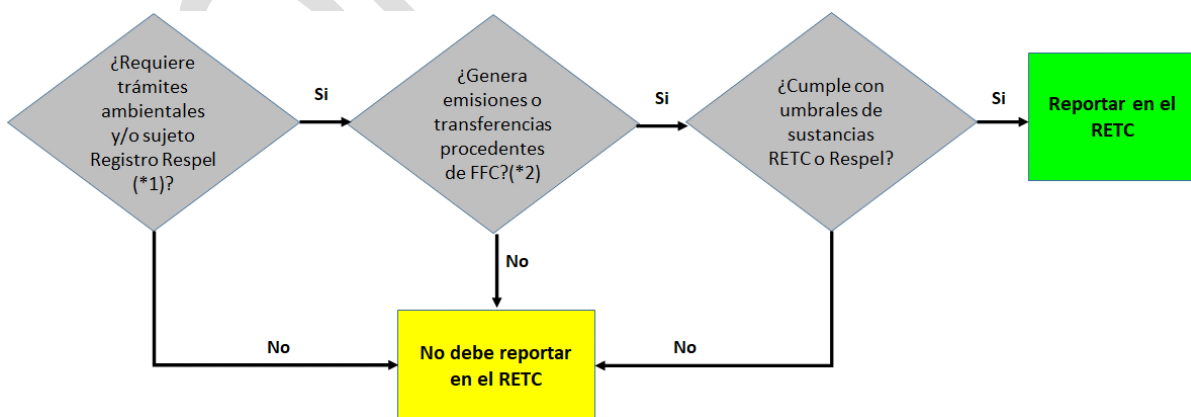 ¿Requiere
trámites
ambientales
y/o sujeto
Registro Respel
(*1)?
Si
¿Genera
emisiones o
transferencias
procedentes
de FFC?(*2)
Si
¿Cumple con
umbrales de
sustancias
RETC o Respel?
Si
Reportar en el
RETC
No
No
No
No debe reportar
en el RETC